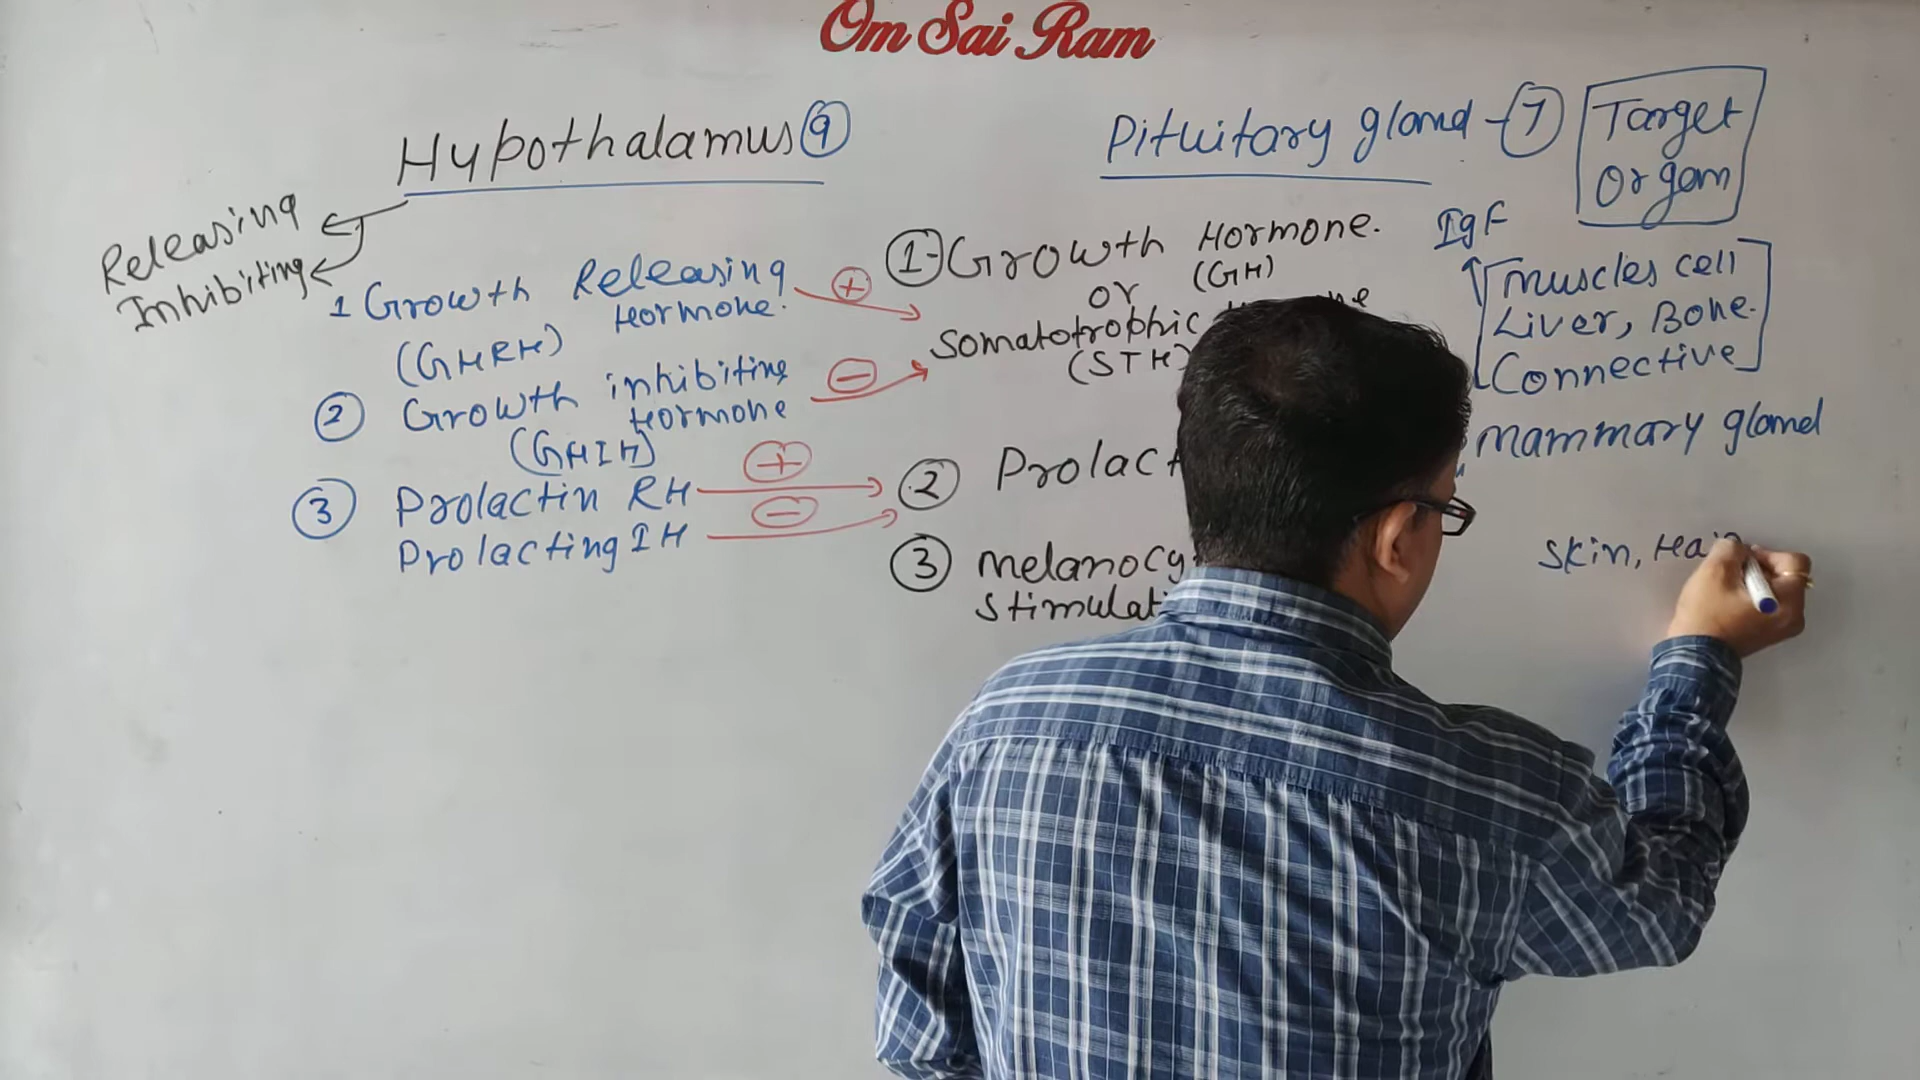 Om Sai Ram
Hypothalamus 9
Releasing
Inhibiting
1 Growth Releasing
Hormone.
(GHRH)
2 Growth inhibiting
Hormone
(GHIH)
3 Prolactin RH
Prolacting IH
+
-
+
-
Pituitary gland - 7
1 Growth Hormone.
(GH)
or
Somatotrophic
(STH)
2 Prolact
3 melanocy
stimulati
Target
Organ
IgF
muscles cell
Liver, Bone.
Connective
mammary gland
Skin, Hai